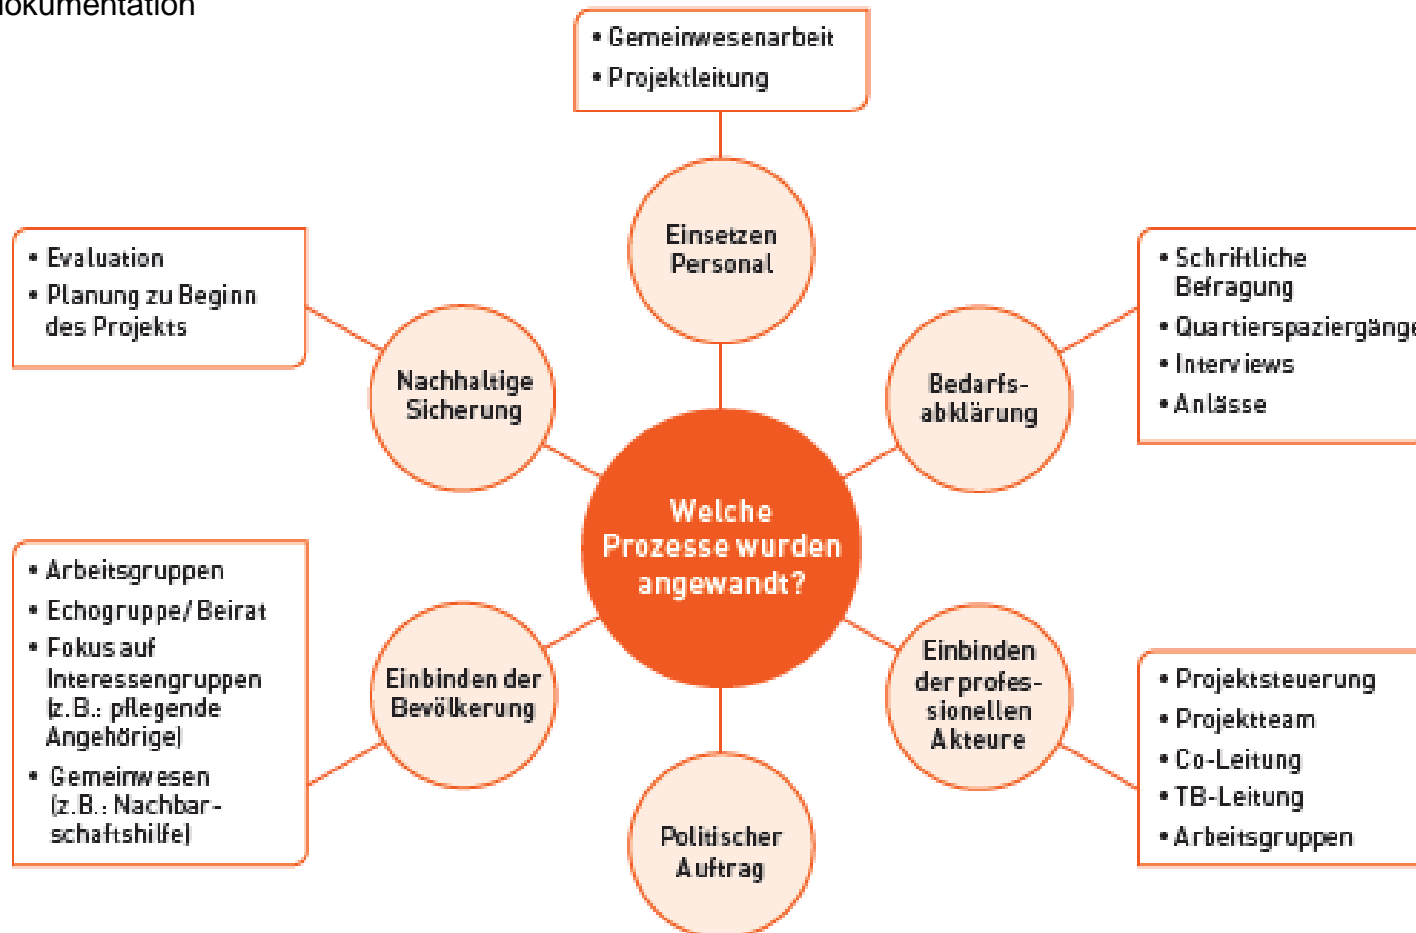 dokumentation
• Gemeinwesenarbeit
• Projektleitung
Einsetzen
Personal
• Evaluation
• Planung zu Beginn
des Projekts
Nachhaltige
Sicherung
• Schriftliche
Befragung
• Quartierspaziergänge
• Interviews
• Anlässe
Bedarfs-
abklärung
Welche
Prozesse wurden
angewandt?
• Arbeitsgruppen
• Echogruppe/Beirat
• Fokus auf
Interessengruppen
(z.B.: pflegende
Angehörige)
• Gemeinwesen
(z.B.: Nachbar-
schaftshilfe)
Einbinden der
Bevölkerung
Einbinden
der profes-
sionellen
Akteure
• Projektsteuerung
• Projektteam
• Co-Leitung
• TB-Leitung
• Arbeitsgruppen
Politischer
Auftrag